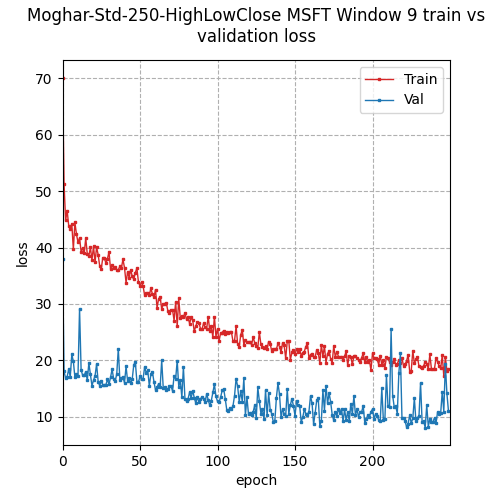 Moghar-Std-250-HighLowClose MSFT Window 9 train vs
validation loss
Train
Val
loss
70
60
50
40
30
20
10
0
50
100
150
200
epoch